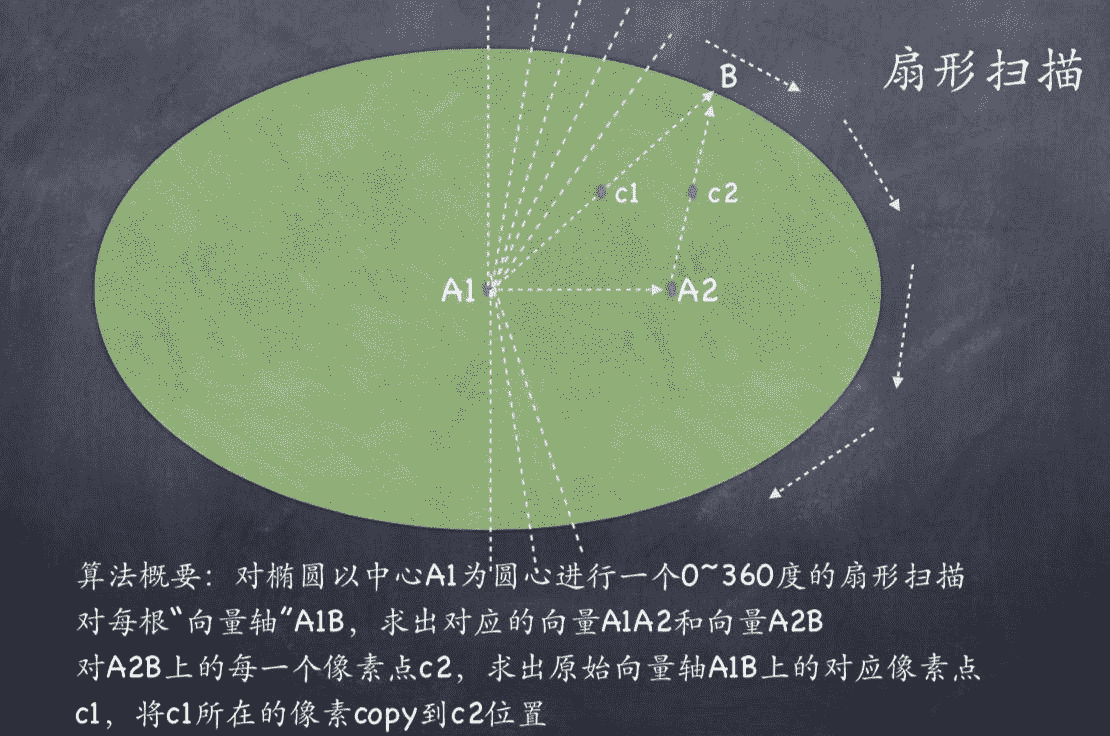 扇形扫描
B
c1
c2
A1
A2
算法概要：对椭圆以中心A1为圆心进行一个0~360度的扇形扫描
对每根“向量轴”A1B，求出对应的向量A1A2和向量A2B
对A2B上的每一个像素点c2，求出原始向量轴A1B上的对应像素点
c1，将c1所在的像素copy到c2位置